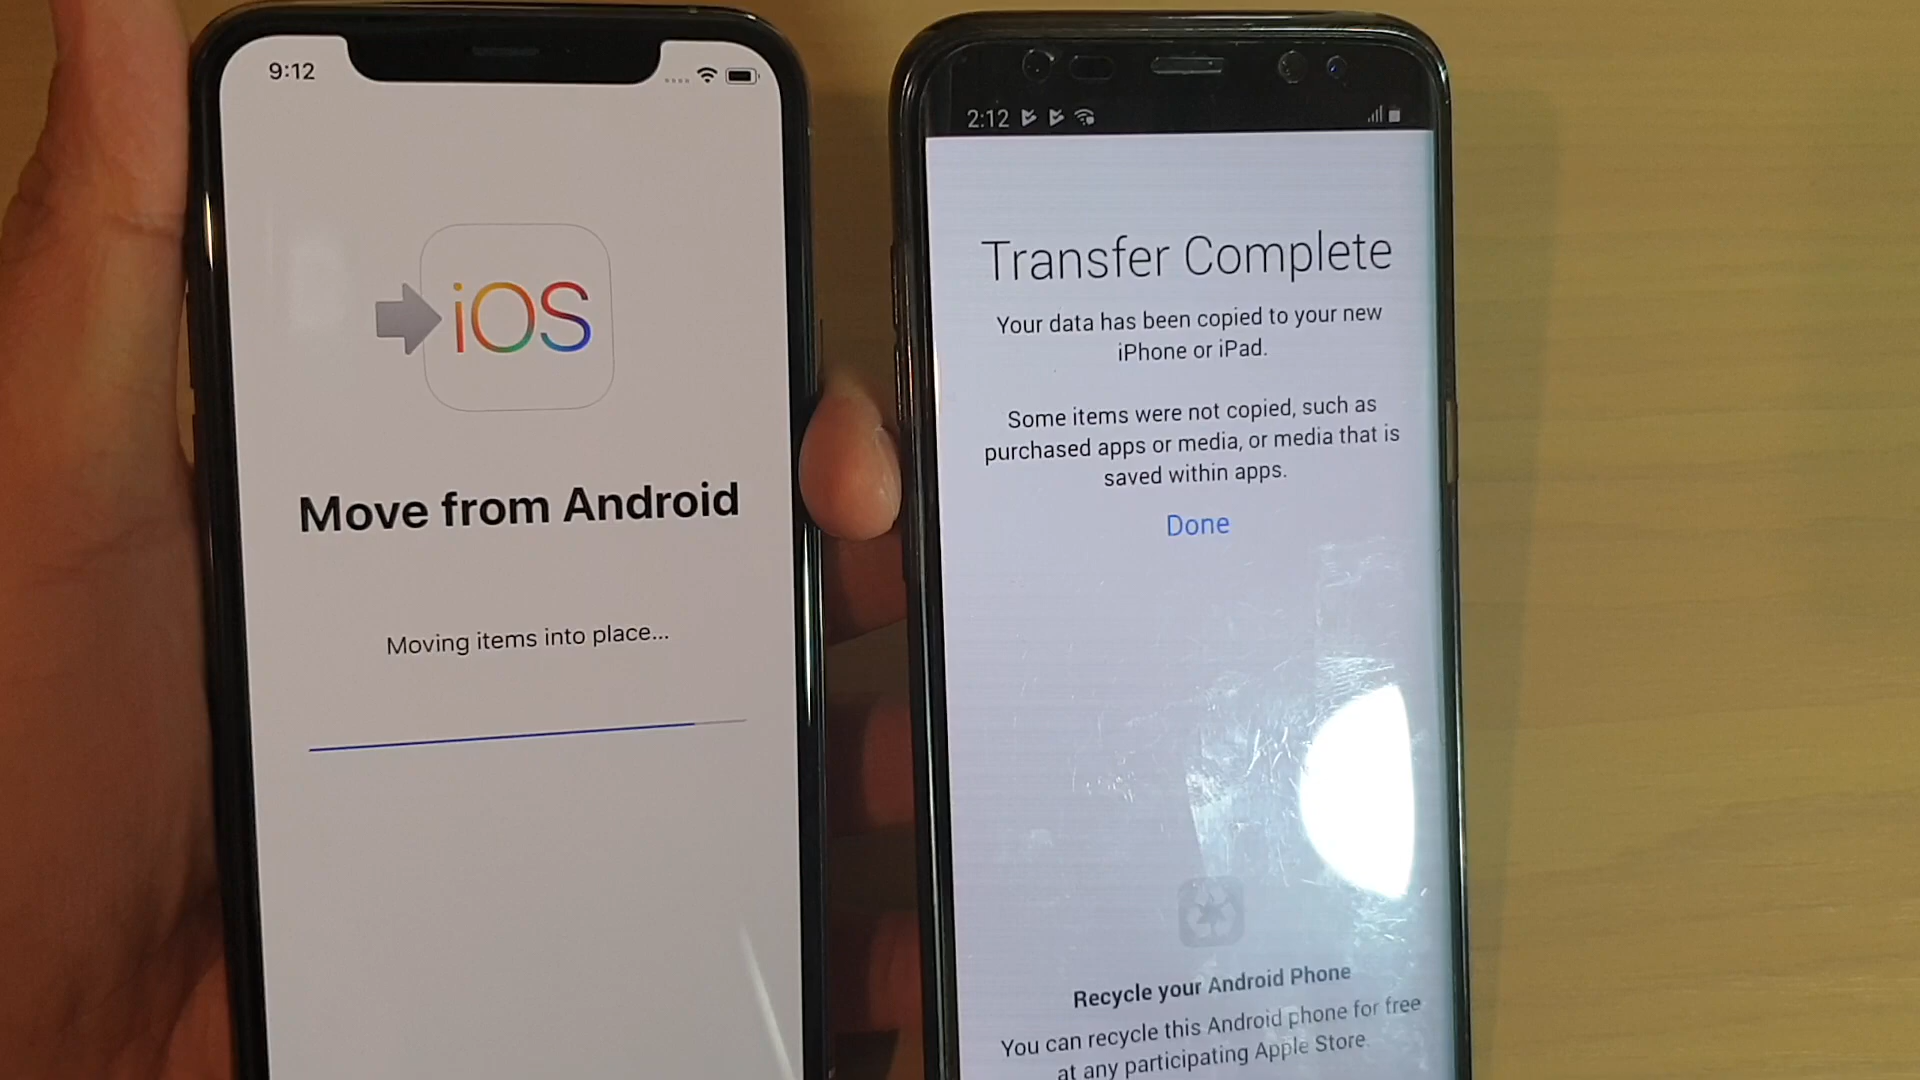 9:12
iOS
Move from Android
Moving items into place...
2:12
Transfer Complete
Your data has been copied to your new
iPhone or iPad.
Some items were not copied, such as
purchased apps or media, or media that is
saved within apps.
Done
Recycle your Android Phone
You can recycle this Android phone for free
at any participating Apple Store.